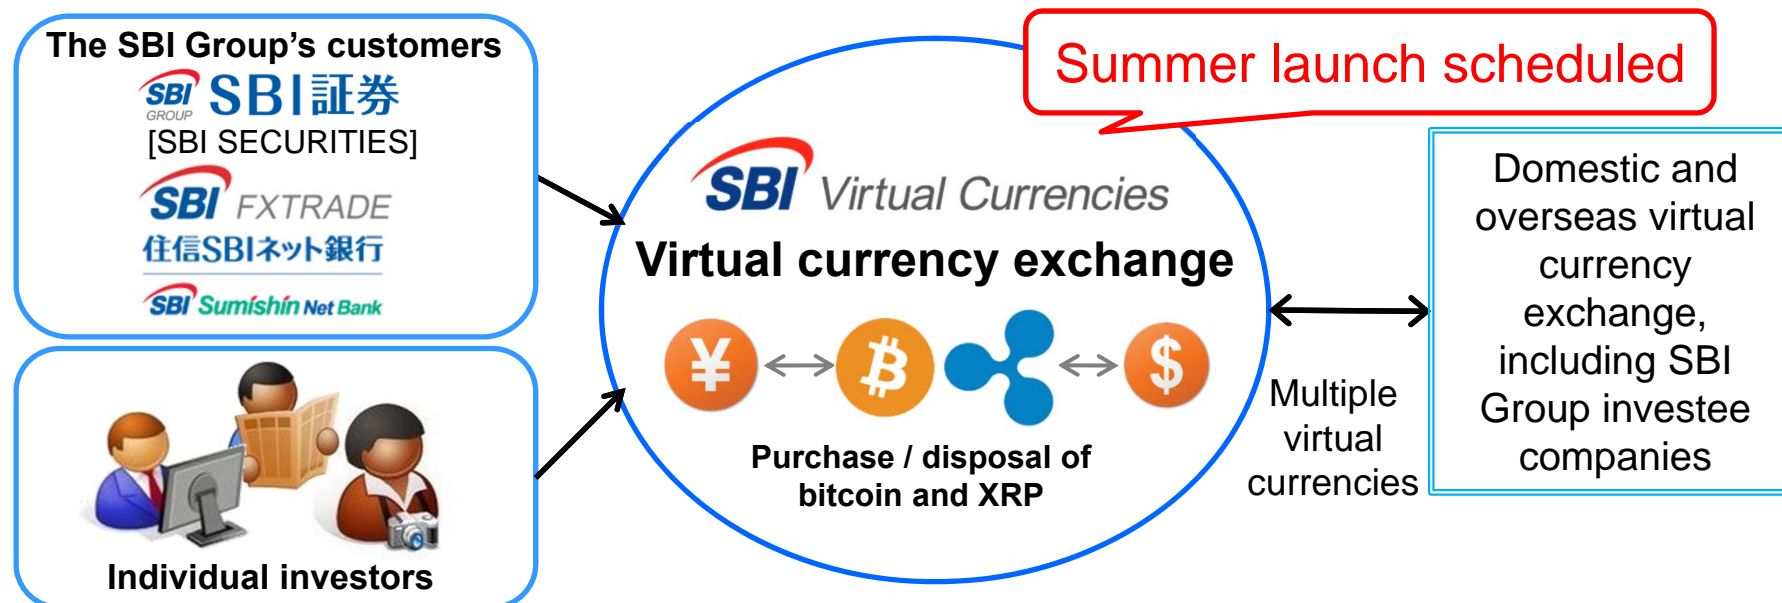 The SBI Group’s customers
SBI GROUP SBI証券
[SBI SECURITIES]
SBI FXTRADE
住信SBIネット銀行
SBI Sumishin Net Bank
Individual investors
Summer launch scheduled
SBI Virtual Currencies
Virtual currency exchange
¥ ₿ $
Purchase / disposal of
bitcoin and XRP
Multiple
virtual
currencies
Domestic and
overseas virtual
currency
exchange,
including SBI
Group investee
companies